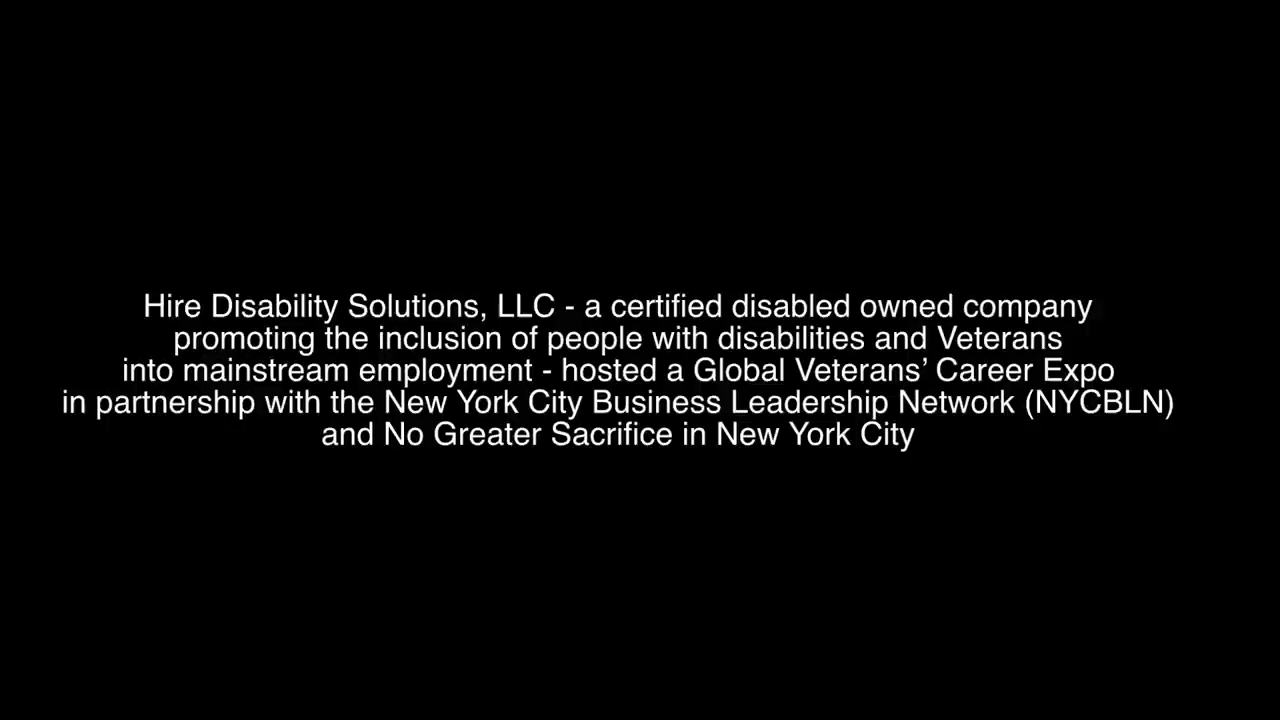 Hire Disability Solutions, LLC - a certified disabled owned company
promoting the inclusion of people with disabilities and Veterans
into mainstream employment - hosted a Global Veterans’ Career Expo
in partnership with the New York City Business Leadership Network (NYCBLN)
and No Greater Sacrifice in New York City